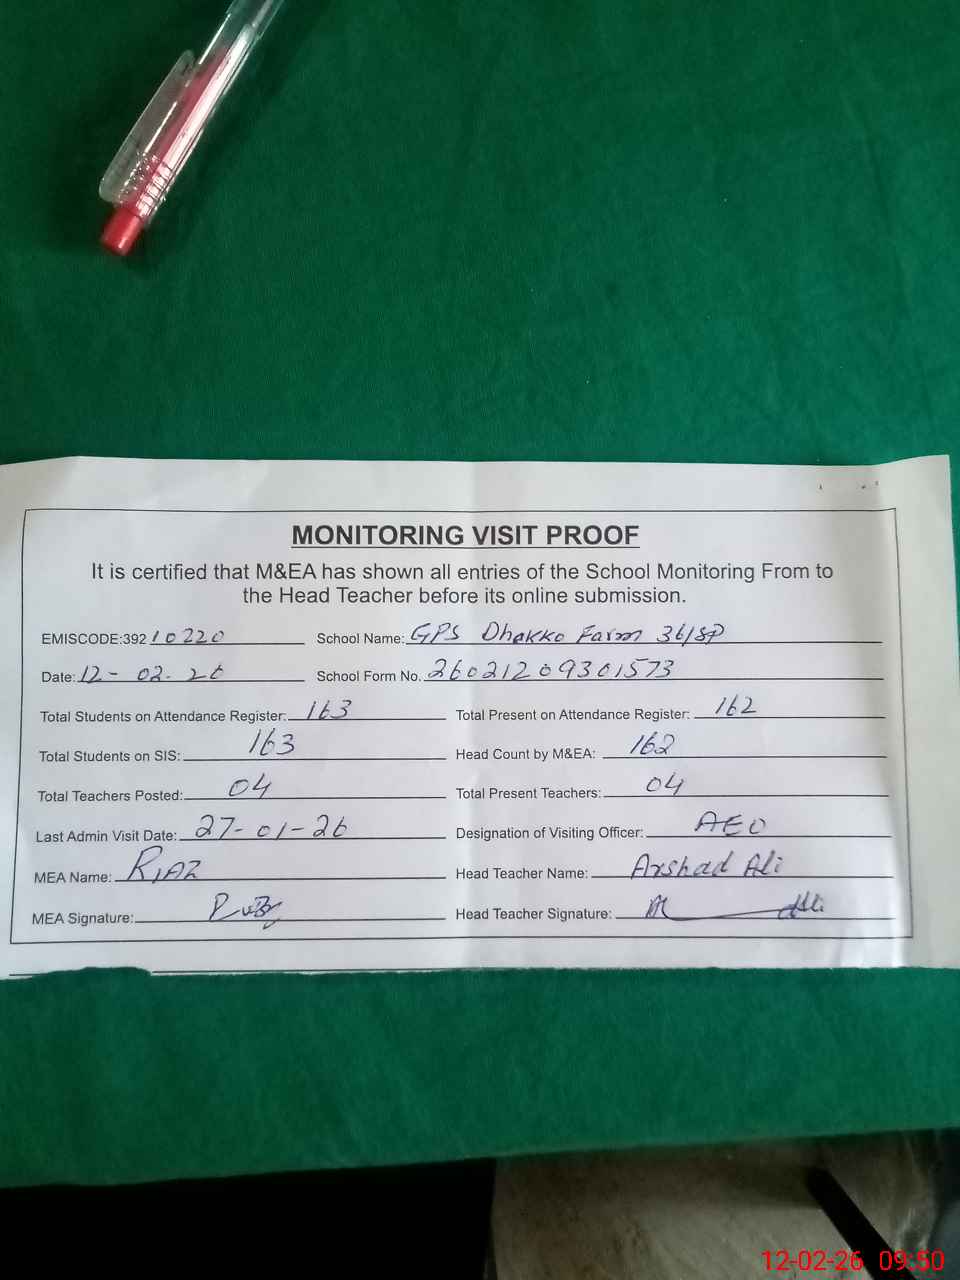 MONITORING VISIT PROOF
It is certified that M&EA has shown all entries of the School Monitoring From to
the Head Teacher before its online submission.
EMISCODE:392 10220 School Name: GPS Dhakko Farm 36/SP
Date: 12-02-26 School Form No. 26021209301573
Total Students on Attendance Register: 163 Total Present on Attendance Register: 162
Total Students on SIS: 163 Head Count by M&EA: 162
Total Teachers Posted: 04 Total Present Teachers: 04
Last Admin Visit Date: 27-01-26 Designation of Visiting Officer: AEO
MEA Name: RIAZ Head Teacher Name: Arshad Ali
MEA Signature: Head Teacher Signature:
12-02-26 09:50